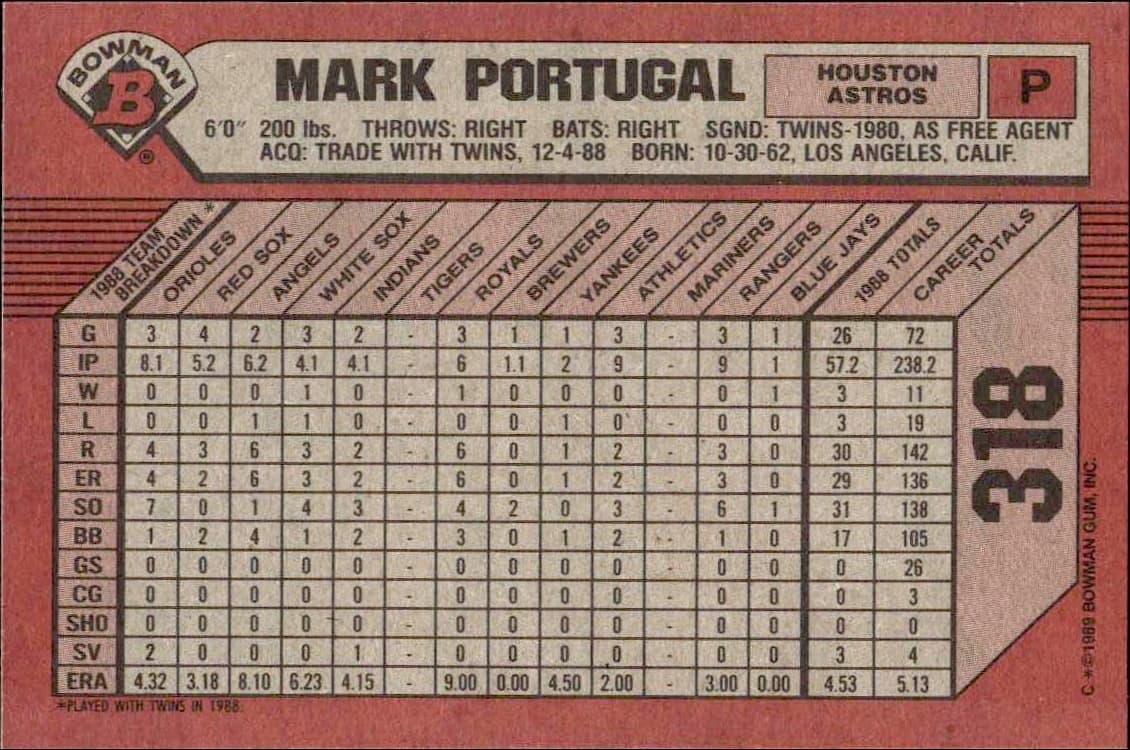 BOWMAN
B
®
MARK PORTUGAL
HOUSTON
ASTROS
P
6'0" 200 lbs. THROWS: RIGHT BATS: RIGHT SGND: TWINS-1980, AS FREE AGENT
ACQ: TRADE WITH TWINS, 12-4-88 BORN: 10-30-62, LOS ANGELES, CALIF.
1988 TEAM BREAKDOWN * ORIOLES RED SOX ANGELS WHITE SOX INDIANS TIGERS ROYALS BREWERS YANKEES ATHLETICS MARINERS RANGERS BLUE JAYS 1988 TOTALS CAREER TOTALS
G 3 4 2 3 2 - 3 1 1 3 - 3 1 26 72
IP 8.1 5.2 6.2 4.1 4.1 - 6 1.1 2 9 - 9 1 57.2 238.2
W 0 0 0 1 0 - 1 0 0 0 - 0 1 3 11
L 0 0 1 1 0 - 0 0 1 0 - 0 0 3 19
R 4 3 6 3 2 - 6 0 1 2 - 3 0 30 142
ER 4 2 6 3 2 - 6 0 1 2 - 3 0 29 136
SO 7 0 1 4 3 - 4 2 0 3 - 6 1 31 138
BB 1 2 4 1 2 - 3 0 1 2 - 1 0 17 105
GS 0 0 0 0 0 - 0 0 0 0 - 0 0 0 26
CG 0 0 0 0 0 - 0 0 0 0 - 0 0 0 3
SHO 0 0 0 0 0 - 0 0 0 0 - 0 0 0 0
SV 2 0 0 1 0 - 0 0 0 0 - 0 0 3 4
ERA 4.32 3.18 8.10 6.23 4.15 - 9.00 0.00 4.50 2.00 - 3.00 0.00 4.53 5.13
*PLAYED WITH TWINS IN 1988.
318
C*©1989 BOWMAN GUM, INC.